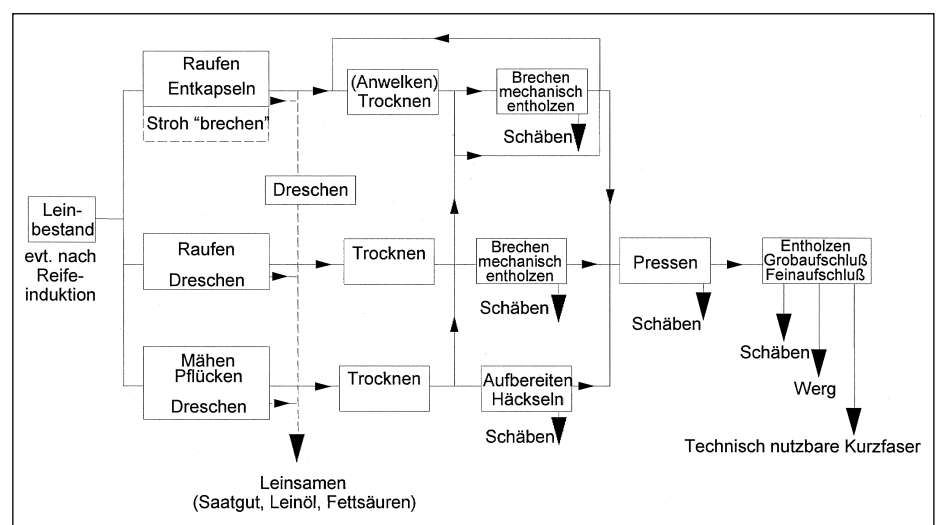 Raufen
Entkapseln
Stroh “brechen”
(Anwelken)
Trocknen
Brechen
mechanisch
entholzen
Schäben
Dreschen
Lein-
bestand
evt. nach
Reife-
induktion
Raufen
Dreschen
Trocknen
Brechen
mechanisch
entholzen
Schäben
Pressen
Schäben
Entholzen
Grobaufschluß
Feinaufschluß
Schäben
Werg
Technisch nutzbare Kurzfaser
Mähen
Pflücken
Dreschen
Trocknen
Aufbereiten
Häckseln
Schäben
Leinsamen
(Saatgut, Leinöl, Fettsäuren)